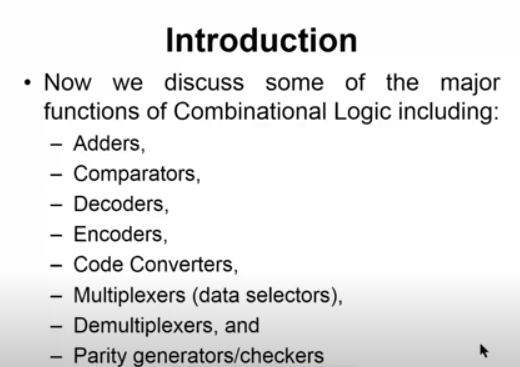 Introduction
• Now we discuss some of the major
functions of Combinational Logic including:
– Adders,
– Comparators,
– Decoders,
– Encoders,
– Code Converters,
– Multiplexers (data selectors),
– Demultiplexers, and
– Parity generators/checkers